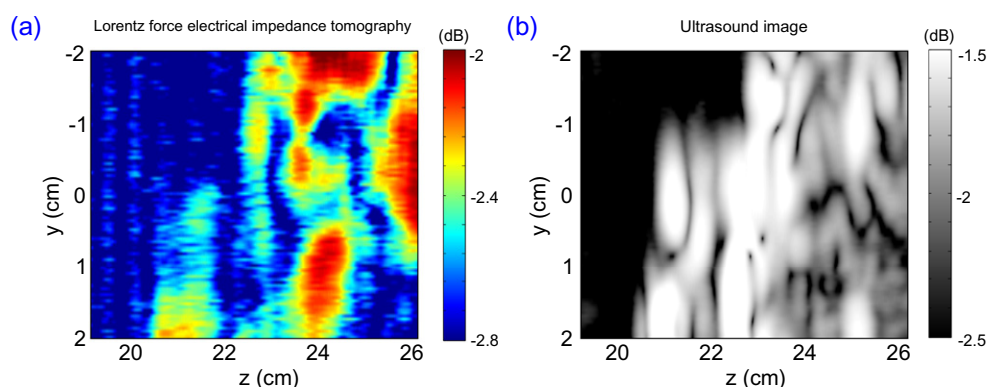 (a)
Lorentz force electrical impedance tomography
(dB)
-2
-2.4
-2.8
-2
-1
0
1
2
y (cm)
20 22 24 26
z (cm)
(b)
Ultrasound image
(dB)
-1.5
-2
-2.5
-2
-1
0
1
2
y (cm)
20 22 24 26
z (cm)